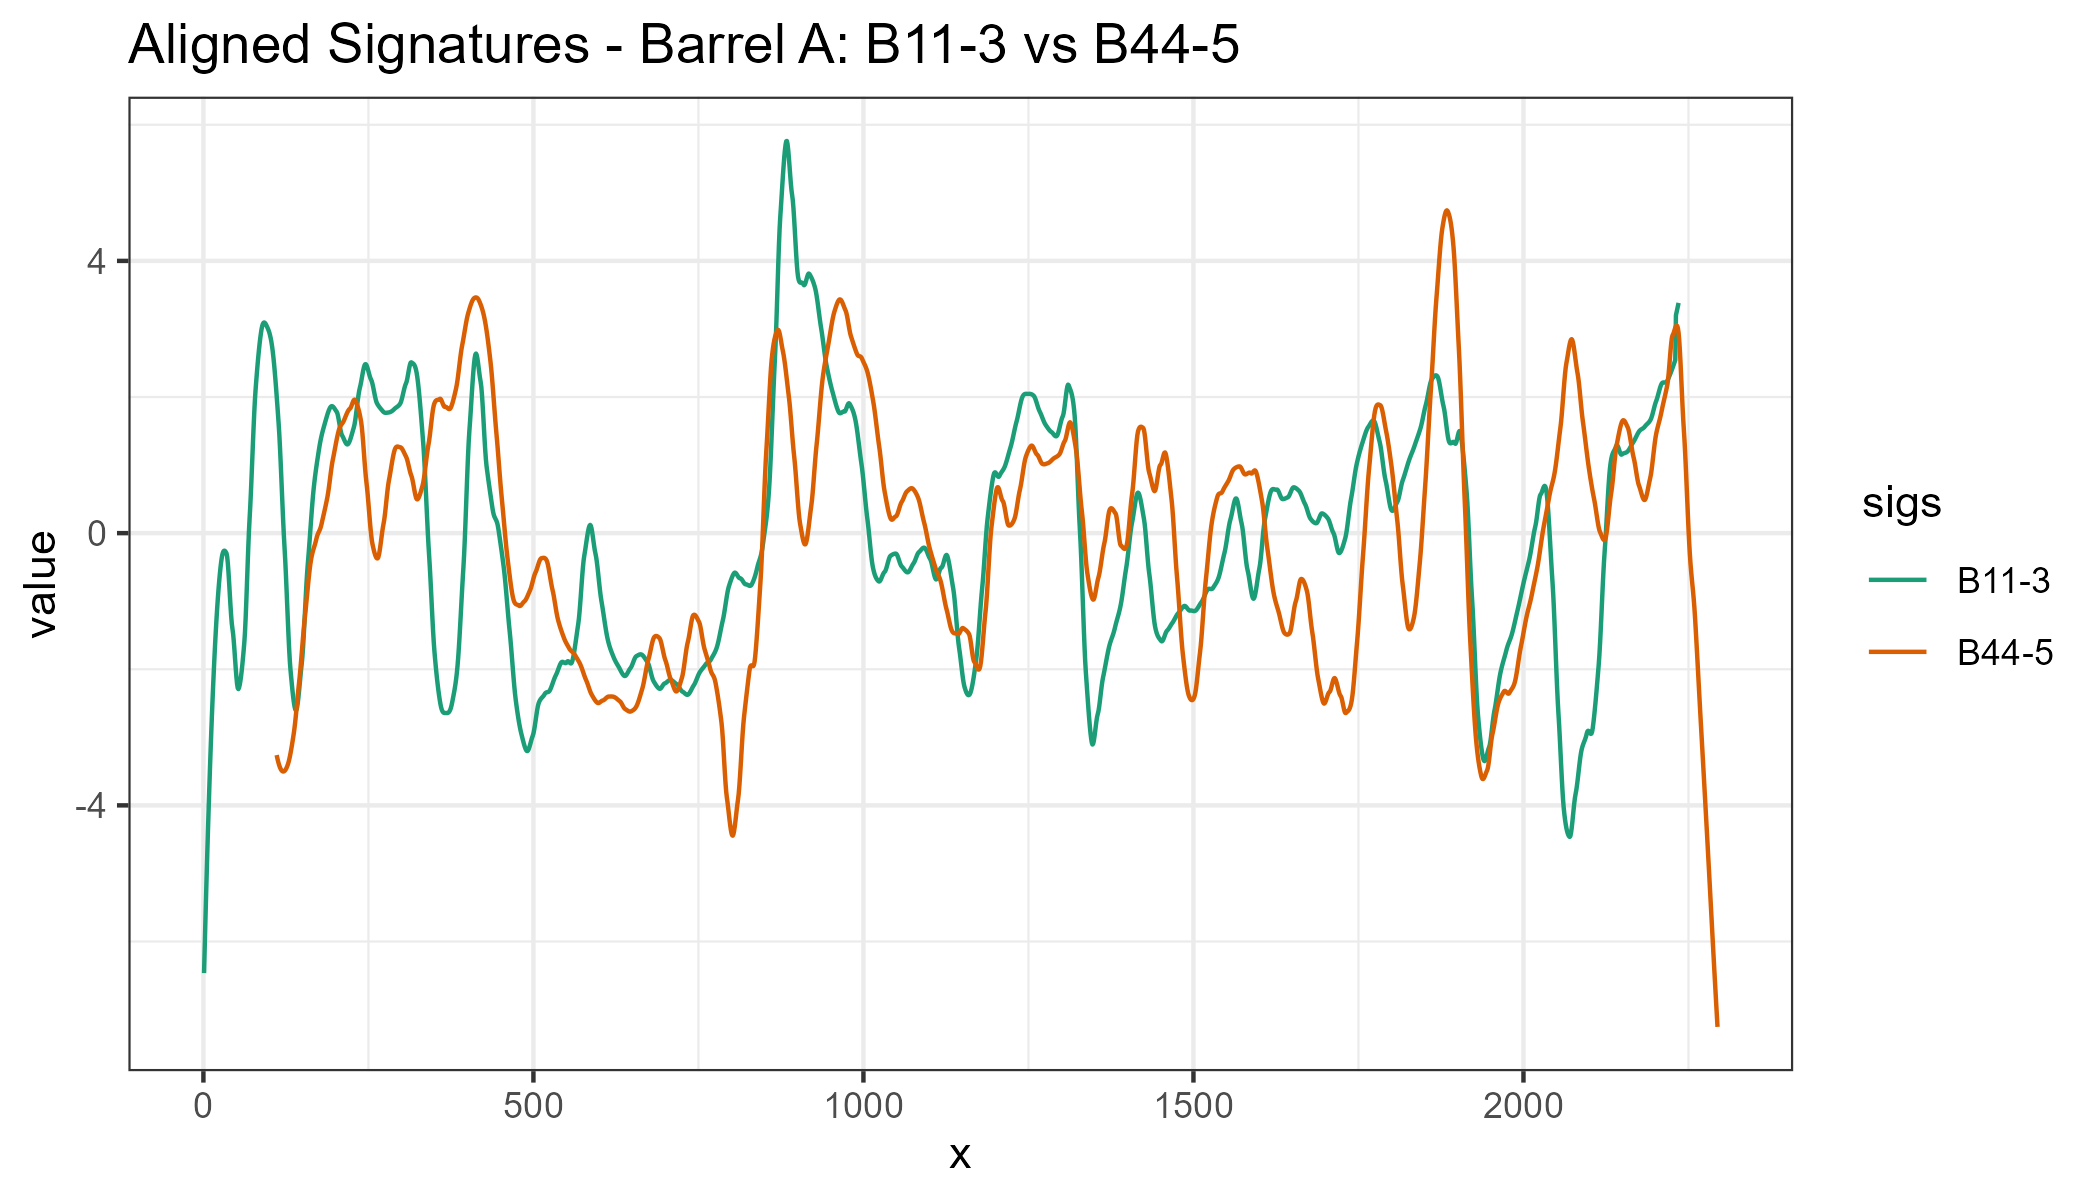 Aligned Signatures - Barrel A: B11-3 vs B44-5
value
4
0
-4
0 500 1000 1500 2000
x
sigs
B11-3
B44-5